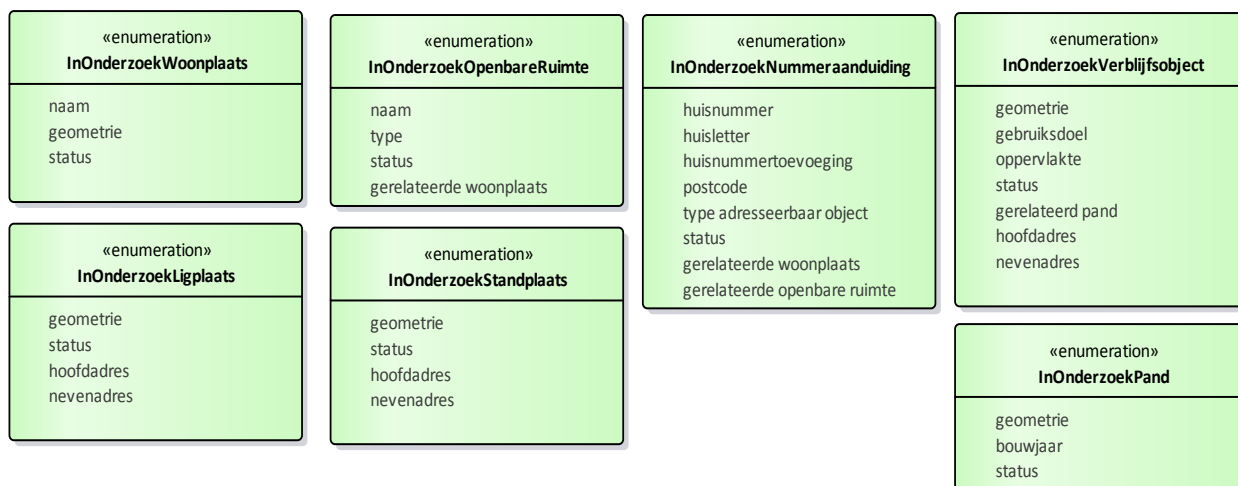 «enumeration»
InOnderzoekWoonplaats
naam
geometrie
status
«enumeration»
InOnderzoekOpenbareRuimte
naam
type
status
gerelateerde woonplaats
«enumeration»
InOnderzoekNummeraanduiding
huisnummer
huisletter
huisnummertoevoeging
postcode
type adresseerbaar object
status
gerelateerde woonplaats
gerelateerde openbare ruimte
«enumeration»
InOnderzoekVerblijfsobject
geometrie
gebruiksdoel
oppervlakte
status
gerelateerd pand
hoofdadres
nevenadres
«enumeration»
InOnderzoekLigplaats
geometrie
status
hoofdadres
nevenadres
«enumeration»
InOnderzoekStandplaats
geometrie
status
hoofdadres
nevenadres
«enumeration»
InOnderzoekPand
geometrie
bouwjaar
status